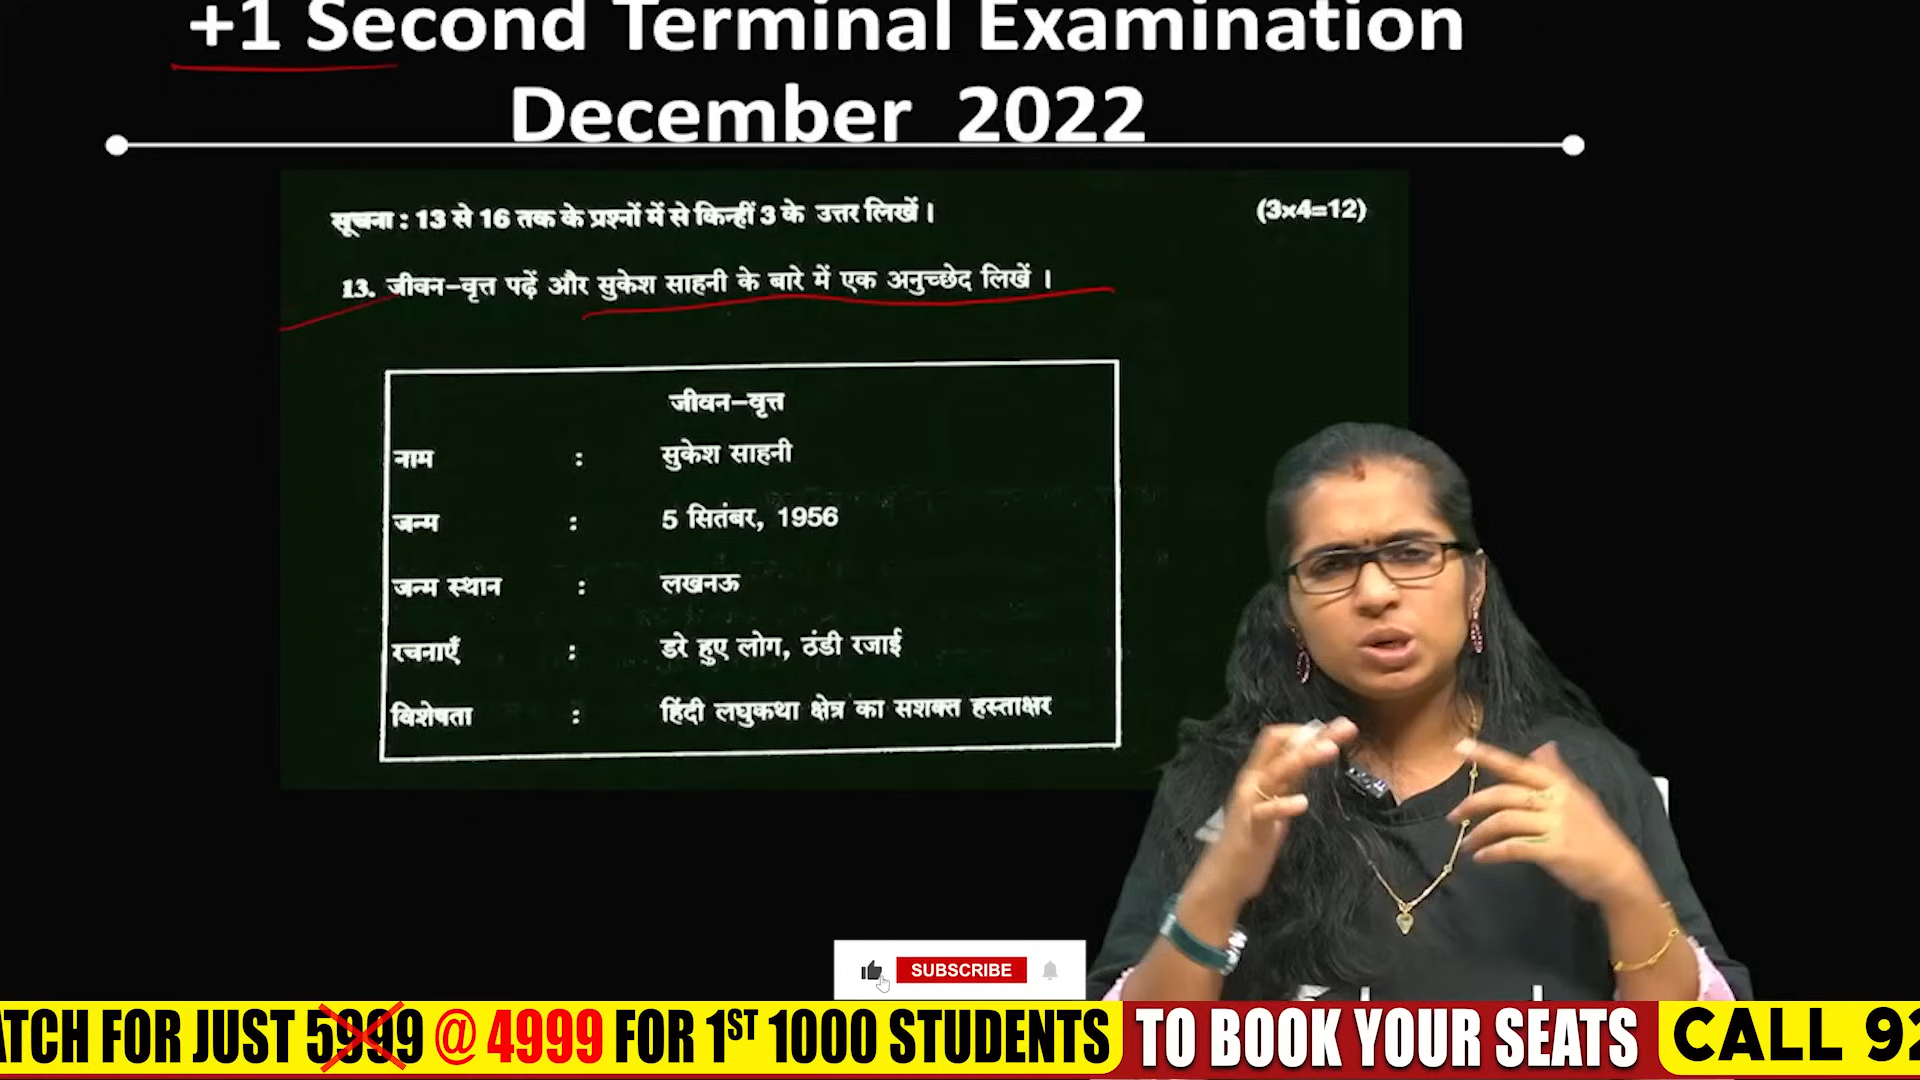 +1 Second Terminal Examination
December 2022
सूचना : 13 से 16 तक के प्रश्नों में से किन्हीं 3 के उत्तर लिखें । (3x4=12)
13. जीवन-वृत्त पढ़ें और सुकेश साहनी के बारे में एक अनुच्छेद लिखें ।
जीवन-वृत्त
नाम : सुकेश साहनी
जन्म : 5 सितंबर, 1956
जन्म स्थान : लखनऊ
रचनाएँ : डरे हुए लोग, ठंडी रजाई
विशेषता : हिंदी लघुकथा क्षेत्र का सशक्त हस्ताक्षर
SUBSCRIBE
ATCH FOR JUST 5999 @ 4999 FOR 1ST 1000 STUDENTS TO BOOK YOUR SEATS CALL 92